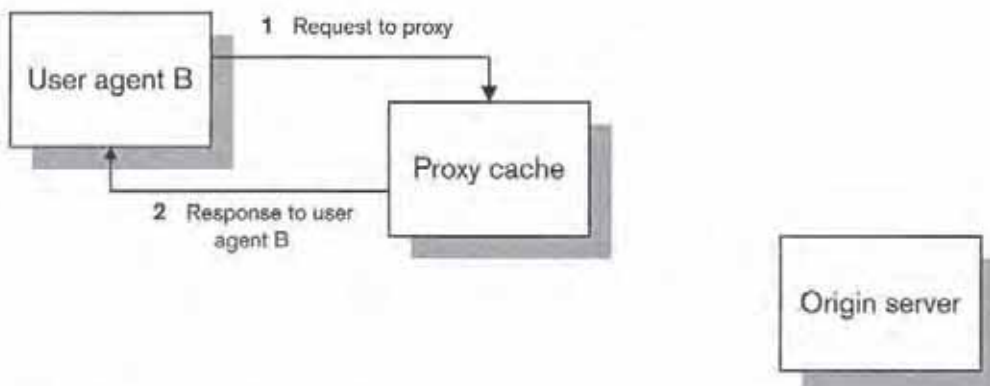 1 Request to proxy
User agent B
Proxy cache
2 Response to user
agent B
Origin server